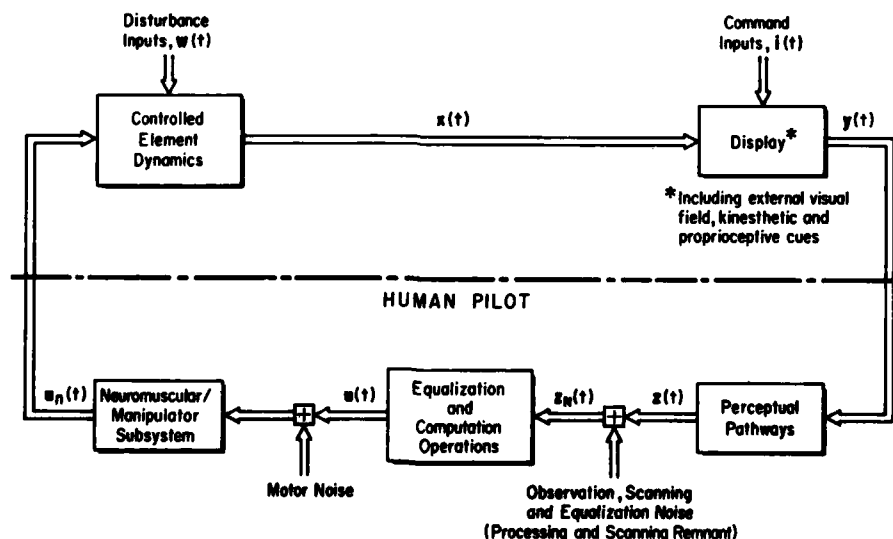 Disturbance
Inputs, w(t)
Command
Inputs, i(t)
Controlled
Element
Dynamics
x(t)
Display*
y(t)
*Including external visual
field, kinesthetic and
proprioceptive cues
HUMAN PILOT
u_n(t)
Neuromuscular/
Manipulator
Subsystem
+
u(t)
Equalization
and
Computation
Operations
z_N(t)
+
z(t)
Perceptual
Pathways
Motor Noise
Observation, Scanning
and Equalization Noise
(Processing and Scanning Remnant)